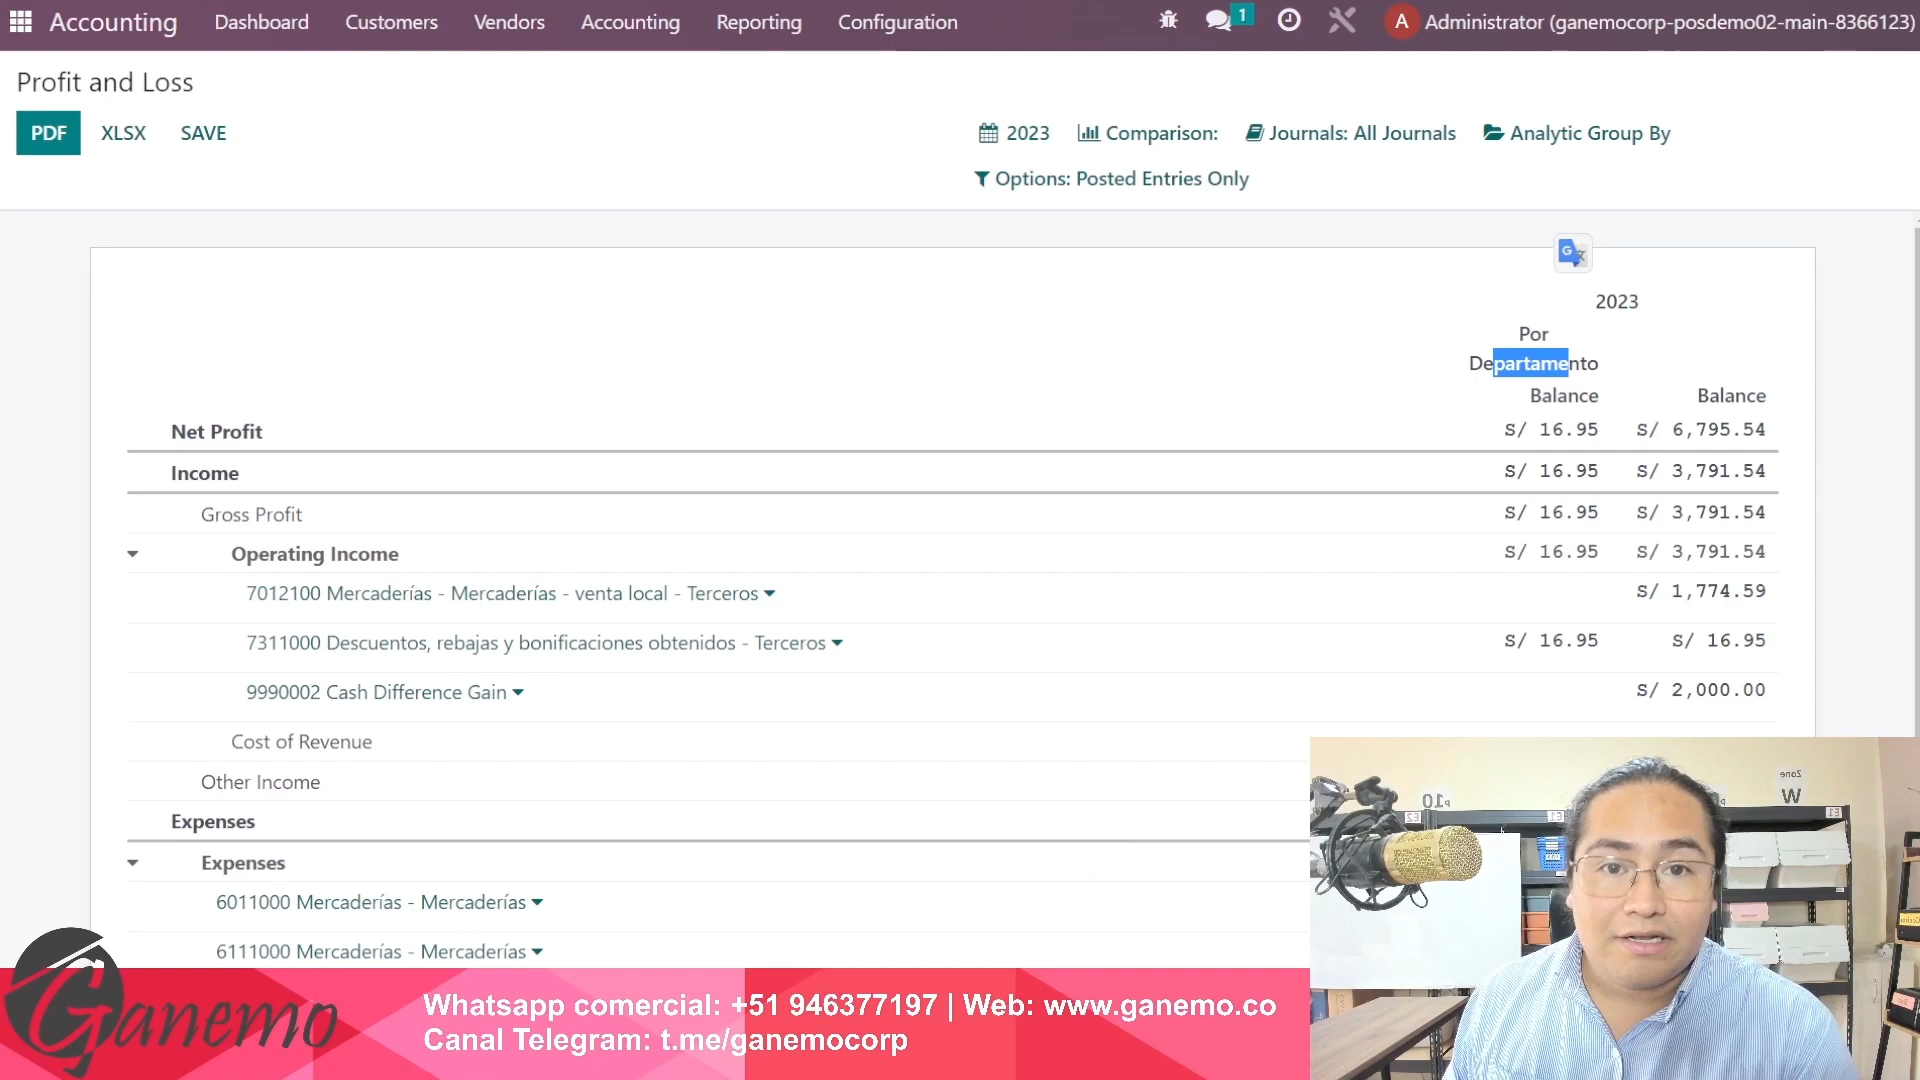 Accounting Dashboard Customers Vendors Accounting Reporting Configuration 1 A Administrator (ganemocorp-posdemo02-main-8366123)
Profit and Loss
PDF XLSX SAVE
2023 Comparison: Journals: All Journals Analytic Group By
Options: Posted Entries Only
2023
Por
Departamento
Balance Balance
Net Profit S/ 16.95 S/ 6,795.54
Income S/ 16.95 S/ 3,791.54
Gross Profit S/ 16.95 S/ 3,791.54
Operating Income S/ 16.95 S/ 3,791.54
7012100 Mercaderías - Mercaderías - venta local - Terceros S/ 1,774.59
7311000 Descuentos, rebajas y bonificaciones obtenidos - Terceros S/ 16.95 S/ 16.95
9990002 Cash Difference Gain S/ 2,000.00
Cost of Revenue
Other Income
Expenses
Expenses
6011000 Mercaderías - Mercaderías
6111000 Mercaderías - Mercaderías
Ganemo
Whatsapp comercial: +51 946377197 | Web: www.ganemo.co
Canal Telegram: t.me/ganemocorp
Zone
W
P10
E2
E1
E1